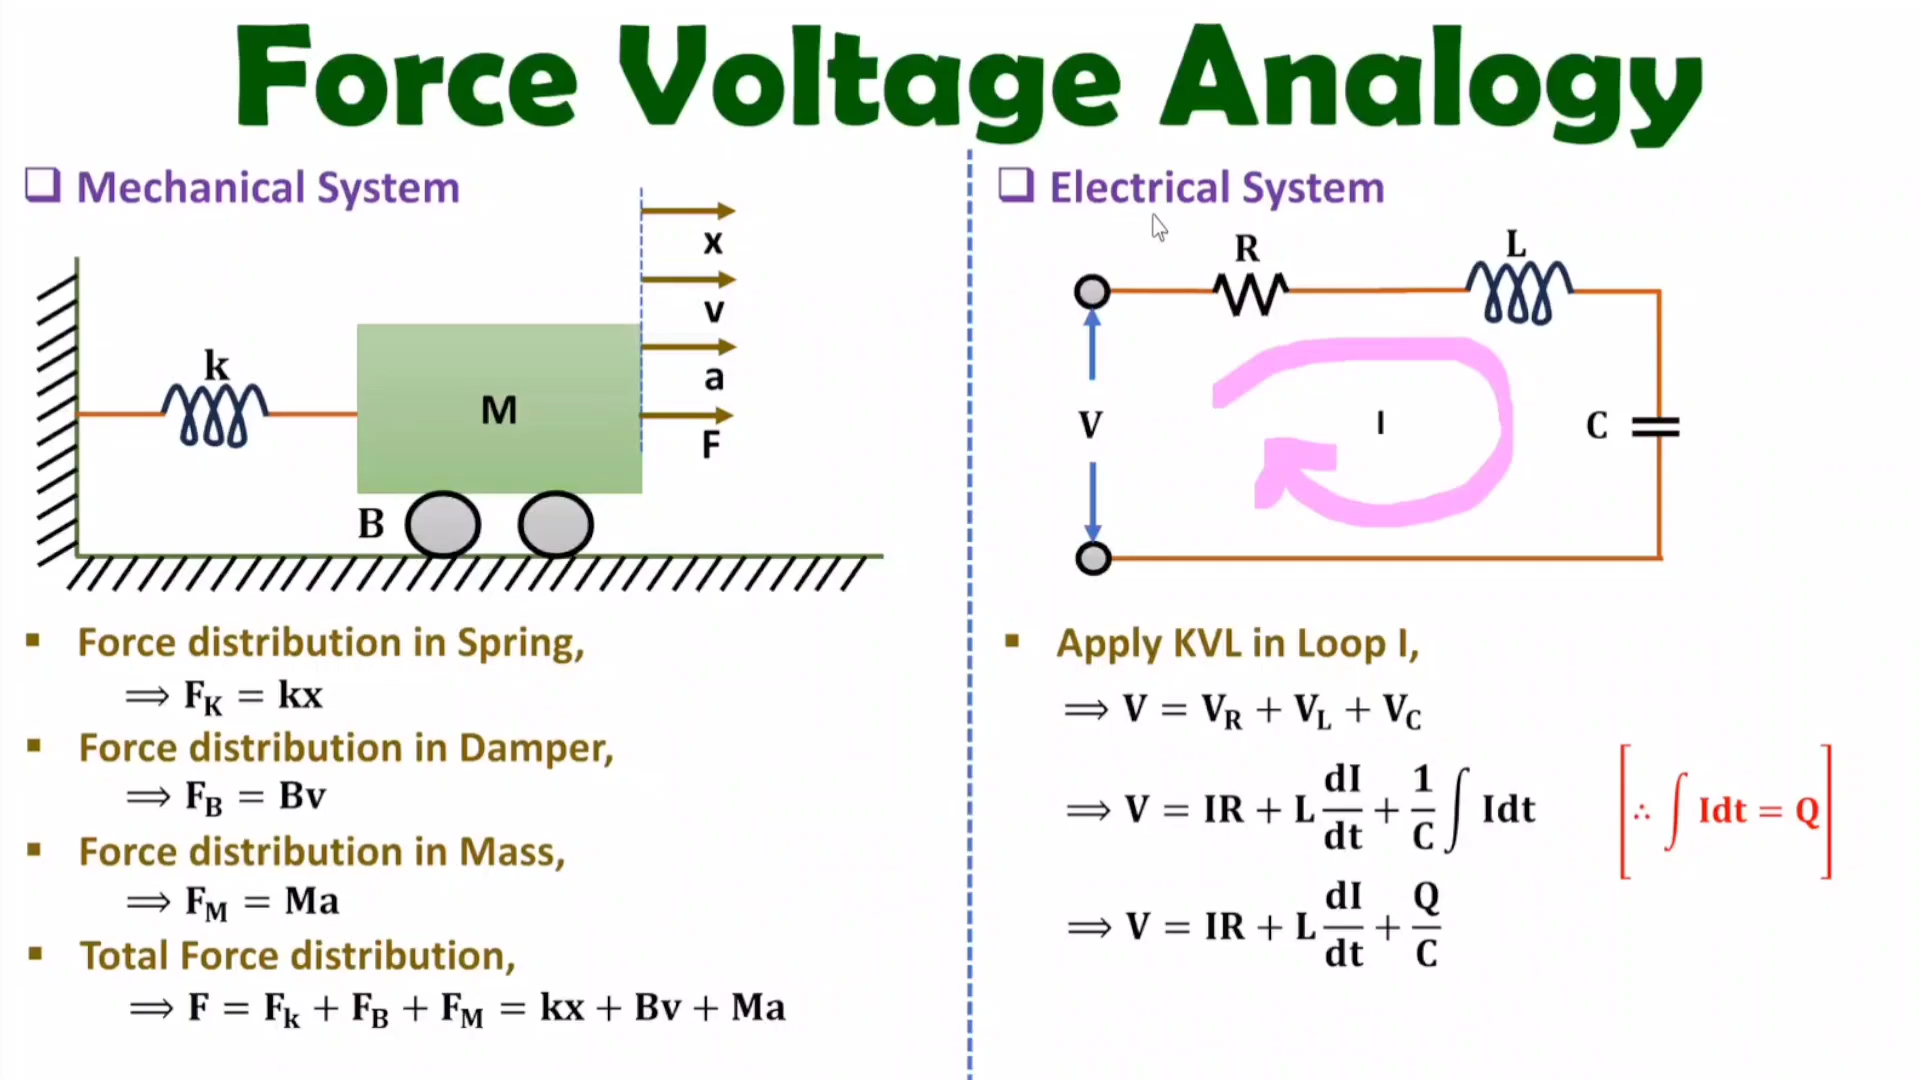 Force Voltage Analogy
❑ Mechanical System
x
v
a
F
k
M
B
▪ Force distribution in Spring,
⟹ F_K = kx
▪ Force distribution in Damper,
⟹ F_B = Bv
▪ Force distribution in Mass,
⟹ F_M = Ma
▪ Total Force distribution,
⟹ F = F_k + F_B + F_M = kx + Bv + Ma
❑ Electrical System
R
L
V
I
C
▪ Apply KVL in Loop I,
⟹ V = V_R + V_L + V_C
⟹ V = IR + L dI/dt + 1/C ∫ Idt
[∴ ∫ Idt = Q]
⟹ V = IR + L dI/dt + Q/C